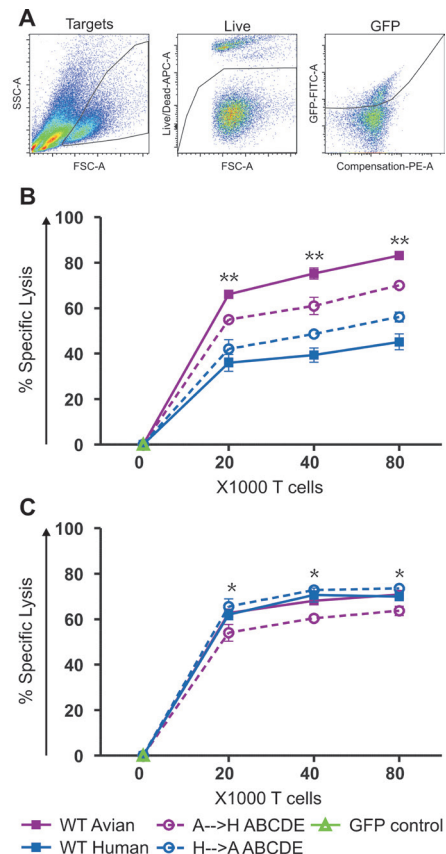 A
Targets
Live
GFP
SSC-A
FSC-A
Live/Dead-APC-A
FSC-A
GFP-FITC-A
Compensation-PE-A
B
100
80
60
40
20
0
% Specific Lysis
** ** **
0 20 40 80
X1000 T cells
C
100
80
60
40
20
0
% Specific Lysis
* * *
0 20 40 80
X1000 T cells
WT Avian A-->H ABCDE GFP control
WT Human H-->A ABCDE